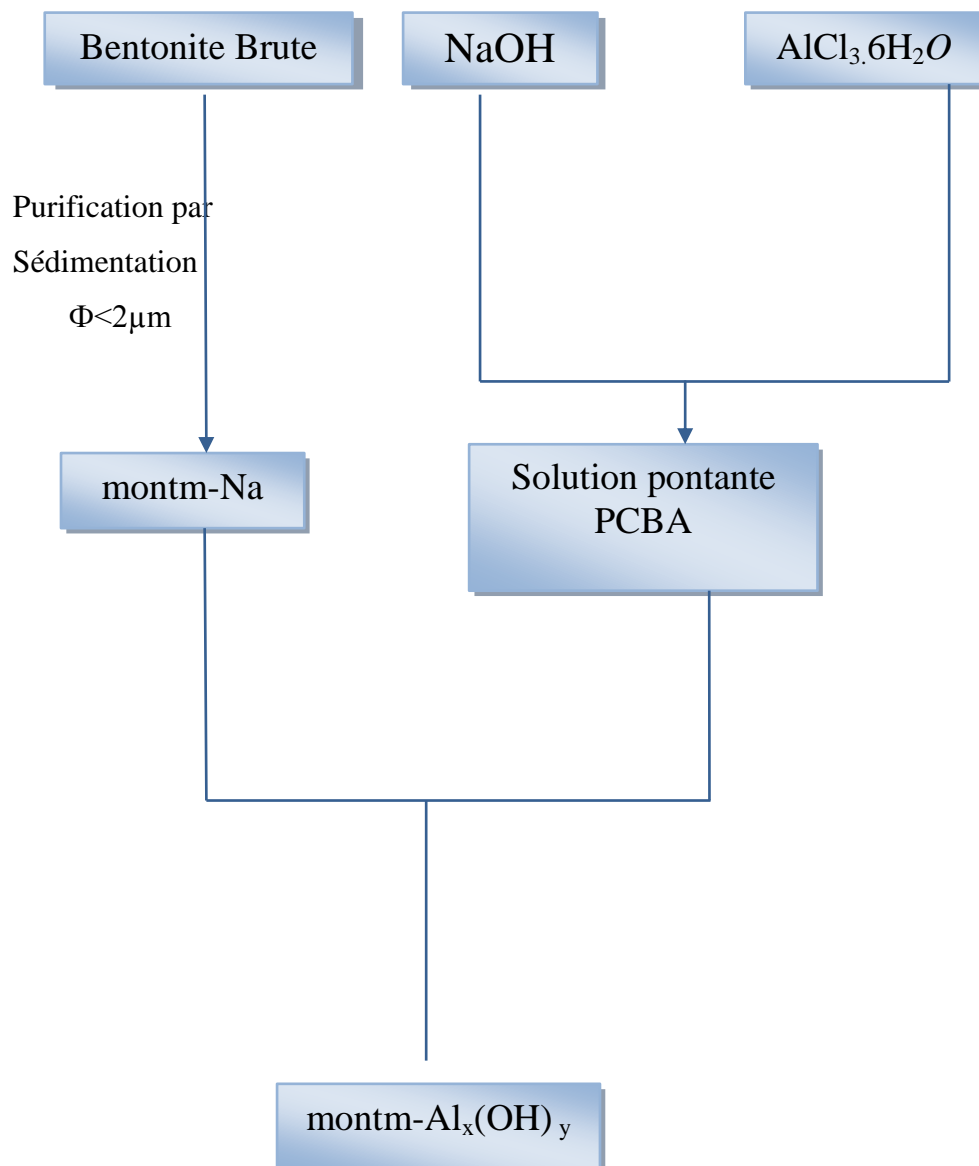 Bentonite Brute
NaOH
AlCl₃.6H₂O
Purification par
Sédimentation
Φ<2µm
montm-Na
Solution pontante
PCBA
montm-Alₓ(OH) ᵧ